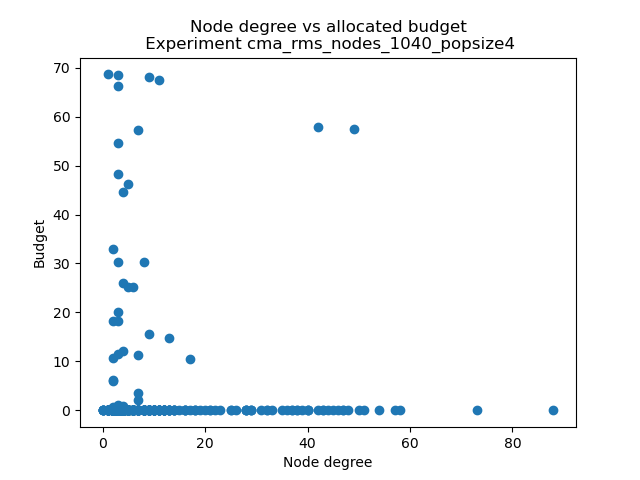 Node degree vs allocated budget
Experiment cma_rms_nodes_1040_popsize4
70
60
50
40
30
20
10
0
Budget
0 20 40 60 80
Node degree